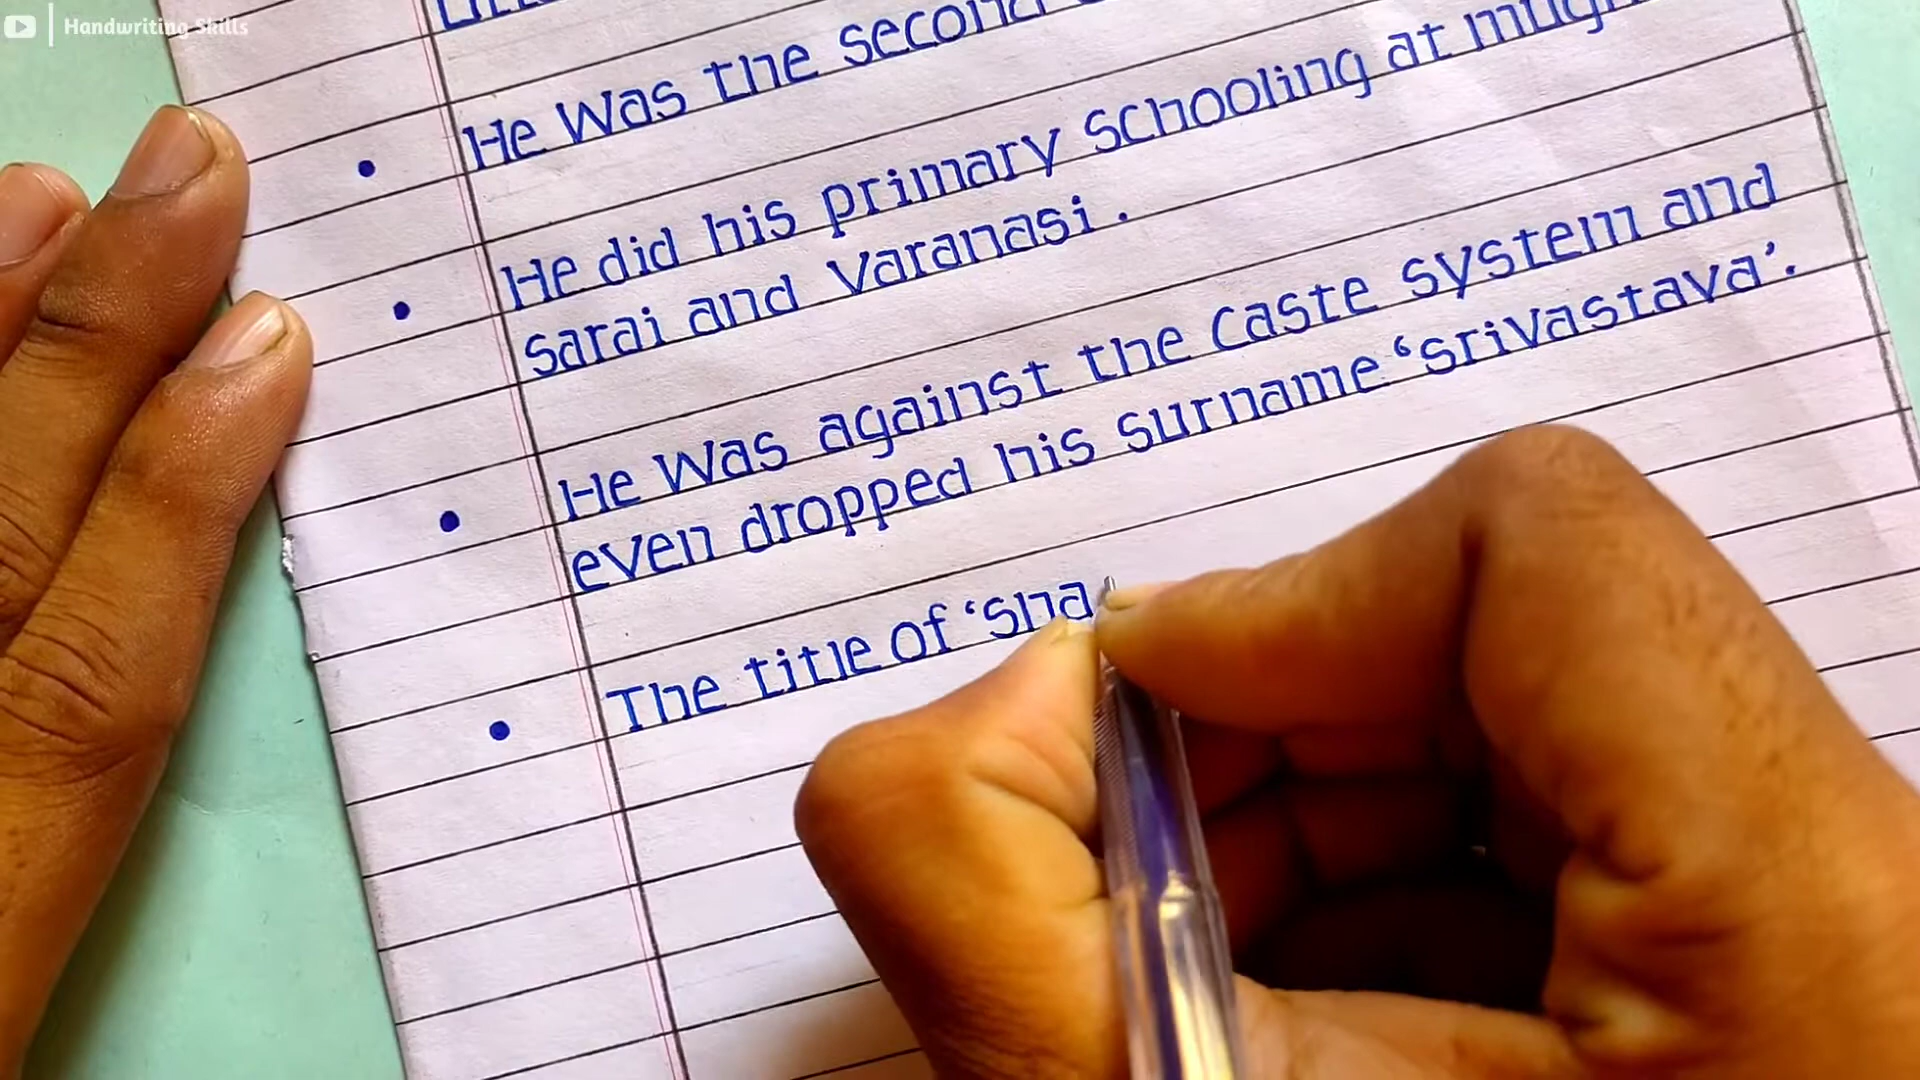 Handwriting Skills
He was the second
He did his primary schooling at
sarai and varanasi .
He was against the caste system and
even dropped his surname ‘srivastava’.
The title of ‘sha